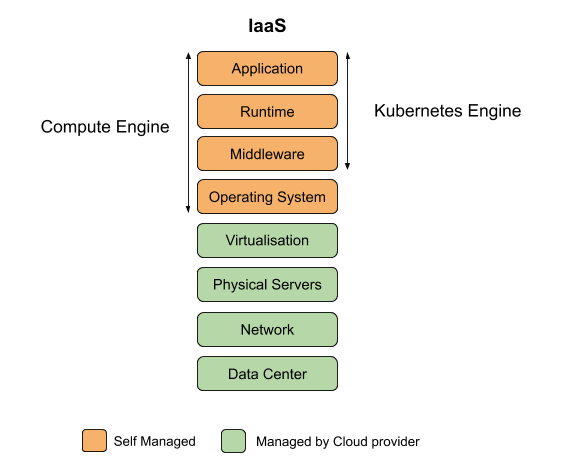 IaaS
Application
Runtime
Kubernetes Engine
Compute Engine
Middleware
Operating System
Virtualisation
Physical Servers
Network
Data Center
Self Managed
Managed by Cloud provider